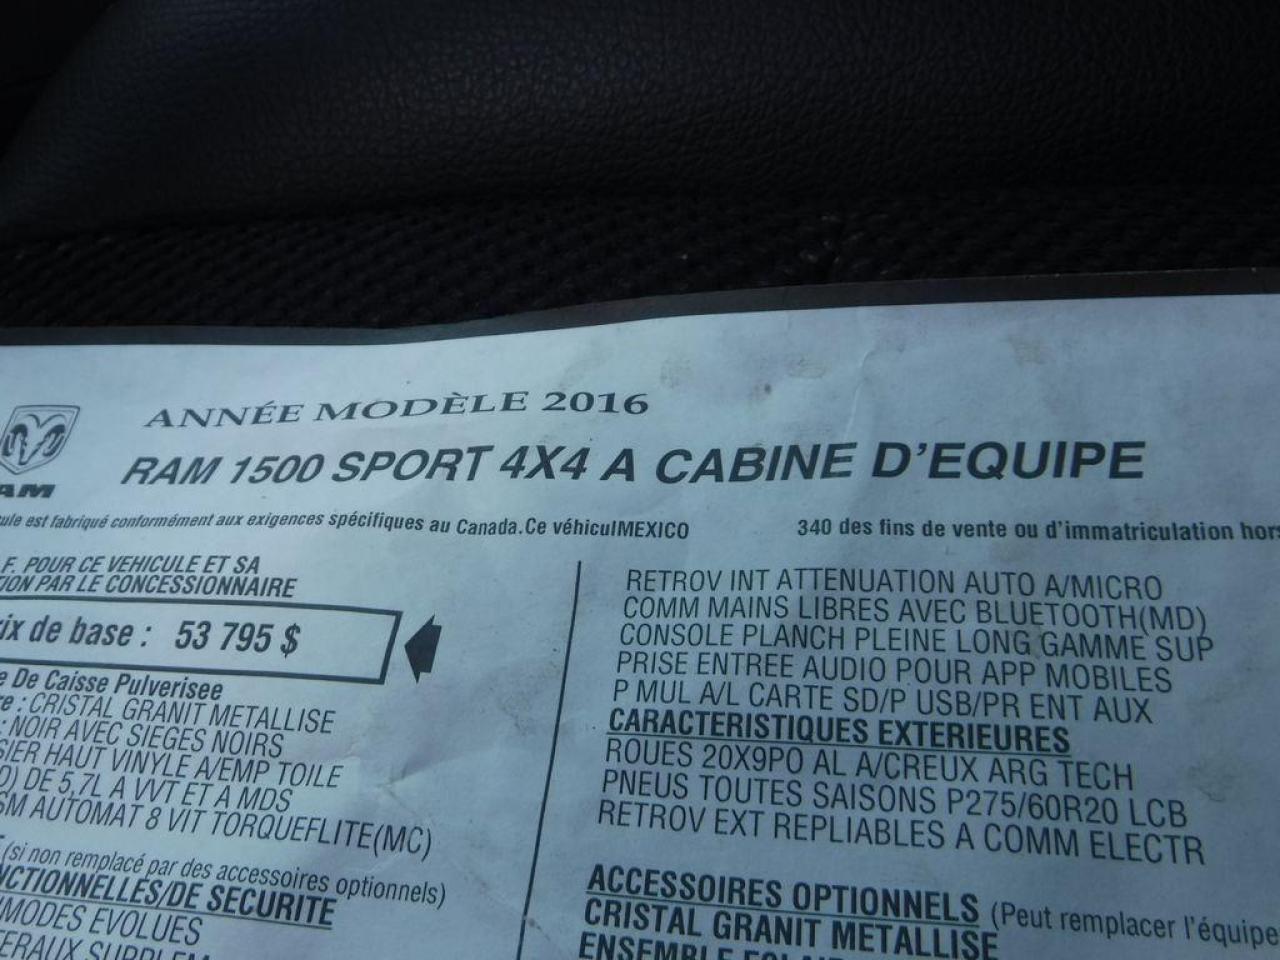 ANNÉE MODÈLE 2016
RAM 1500 SPORT 4X4 A CABINE D'EQUIPE
est fabriqué conformément aux exigences spécifiques au Canada.Ce véhiculMEXICO 340 des fins de vente ou d'immatriculation
F. POUR CE VEHICULE ET SA
PAR LE CONCESSIONNAIRE
de base : 53 795 $
De Caisse Pulverisee
: CRISTAL GRANIT METALLISE
: NOIR AVEC SIEGES NOIRS
HAUT VINYLE A/EMP TOILE
DE 5,7L A VVT ET A MDS
AUTOMAT 8 VIT TORQUEFLITE(MC)
(si non remplacé par des accessoires optionnels)
DE SECURITE
EVOLUES
RETROV INT ATTENUATION AUTO A/MICRO
COMM MAINS LIBRES AVEC BLUETOOTH(MD)
CONSOLE PLANCH PLEINE LONG GAMME SUP
PRISE ENTREE AUDIO POUR APP MOBILES
P MUL A/L CARTE SD/P USB/PR ENT AUX
CARACTERISTIQUES EXTERIEURES
ROUES 20X9PO AL A/CREUX ARG TECH
PNEUS TOUTES SAISONS P275/60R20 LCB
RETROV EXT REPLIABLES A COMM ELECTR
ACCESSOIRES OPTIONNELS (Peut remplacer
CRISTAL GRANIT METALLISE
ENSEMBLE